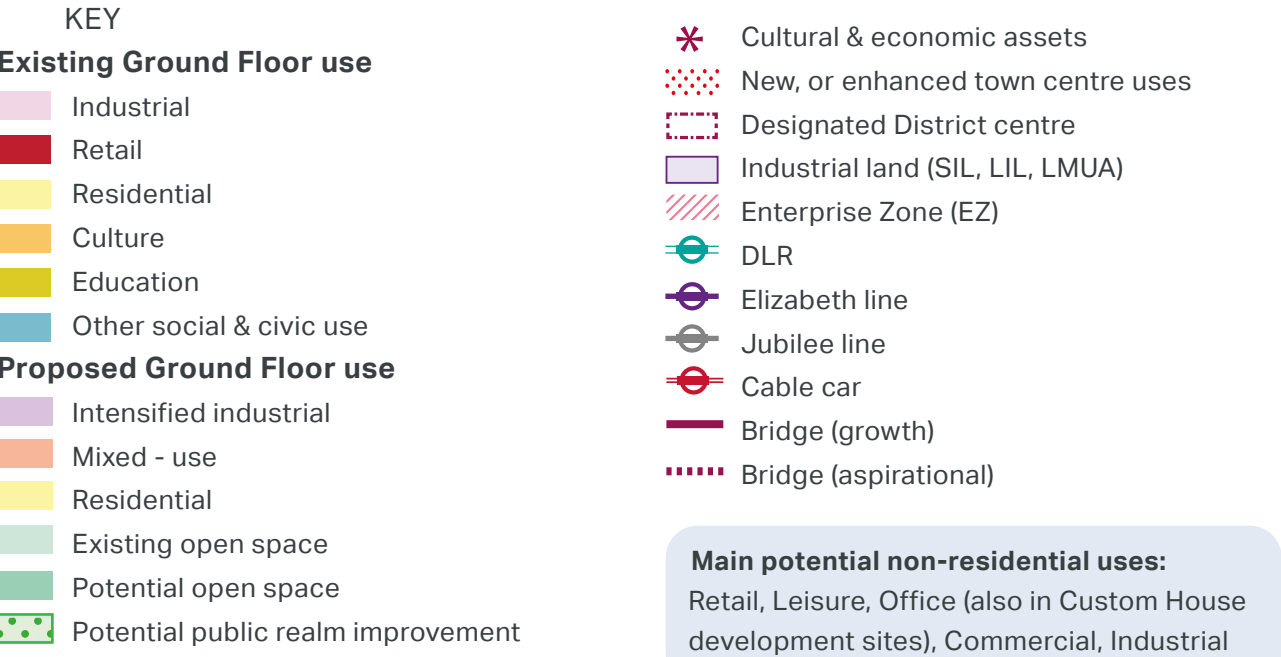 KEY
Existing Ground Floor use
Industrial
Retail
Residential
Culture
Education
Other social & civic use
Proposed Ground Floor use
Intensified industrial
Mixed - use
Residential
Existing open space
Potential open space
Potential public realm improvement
Cultural & economic assets
New, or enhanced town centre uses
Designated District centre
Industrial land (SIL, LIL, LMUA)
Enterprise Zone (EZ)
DLR
Elizabeth line
Jubilee line
Cable car
Bridge (growth)
Bridge (aspirational)
Main potential non-residential uses:
Retail, Leisure, Office (also in Custom House
development sites), Commercial, Industrial